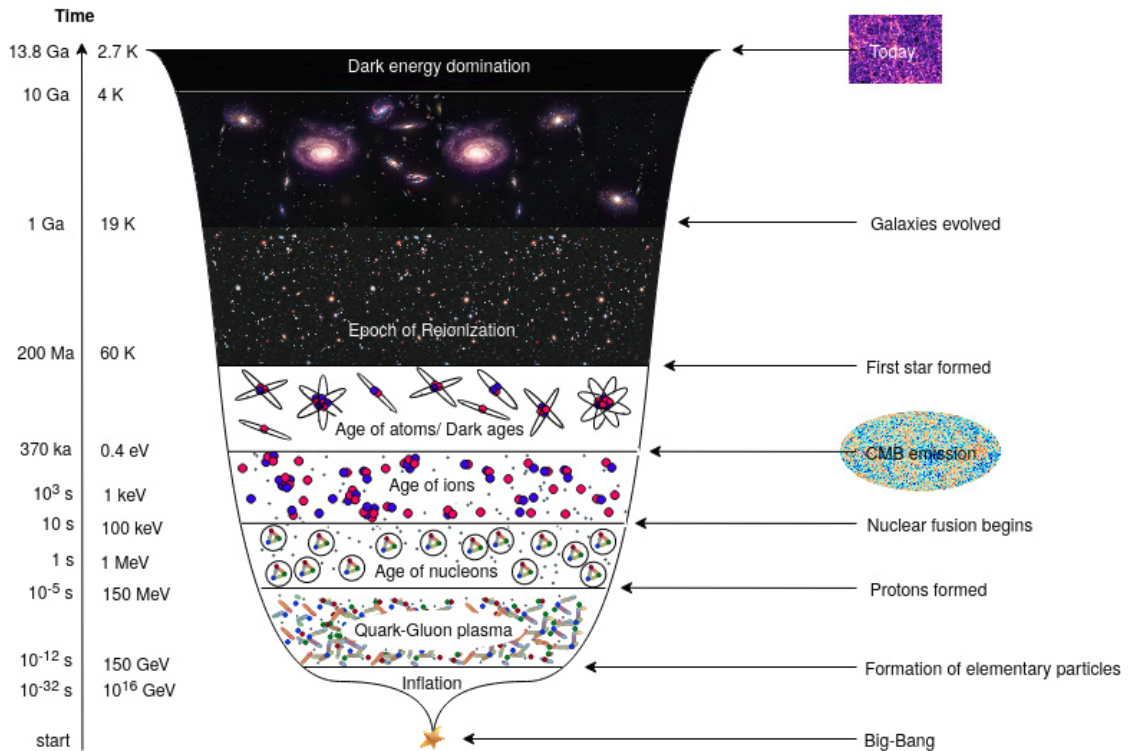 Time
13.8 Ga 2.7 K
Today
Dark energy domination
10 Ga 4 K
1 Ga 19 K
Galaxies evolved
Epoch of Reionization
200 Ma 60 K
First star formed
Age of atoms/ Dark ages
370 ka 0.4 eV
CMB emission
Age of ions
10³ s 1 keV
10 s 100 keV
Nuclear fusion begins
1 s 1 MeV
Age of nucleons
10⁻⁵ s 150 MeV
Protons formed
Quark-Gluon plasma
10⁻¹² s 150 GeV
Formation of elementary particles
Inflation
10⁻³² s 10¹⁶ GeV
start
Big-Bang